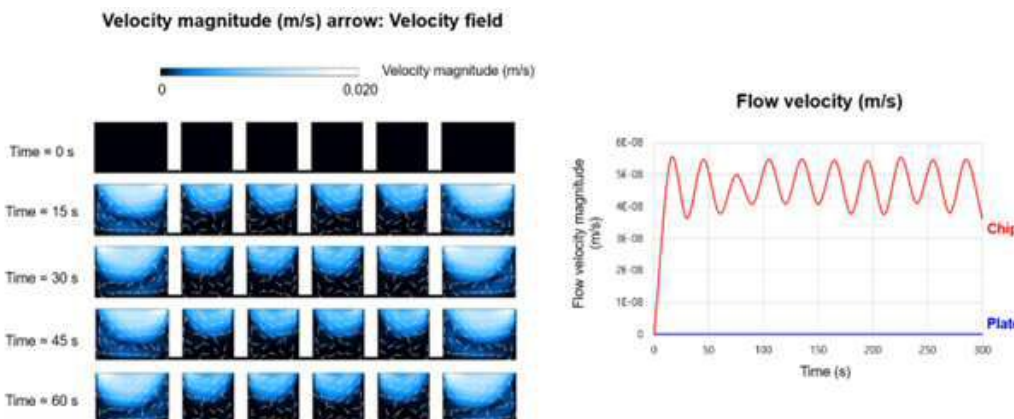 Velocity magnitude (m/s) arrow: Velocity field
Velocity magnitude (m/s)
0 0.020
Time = 0 s
Time = 15 s
Time = 30 s
Time = 45 s
Time = 60 s
Flow velocity (m/s)
Flow velocity magnitude
(m/s)
6E-08
5E-08
4E-08
3E-08
2E-08
1E-08
0
Chip
Plate
0 50 100 150 200 250 300
Time (s)